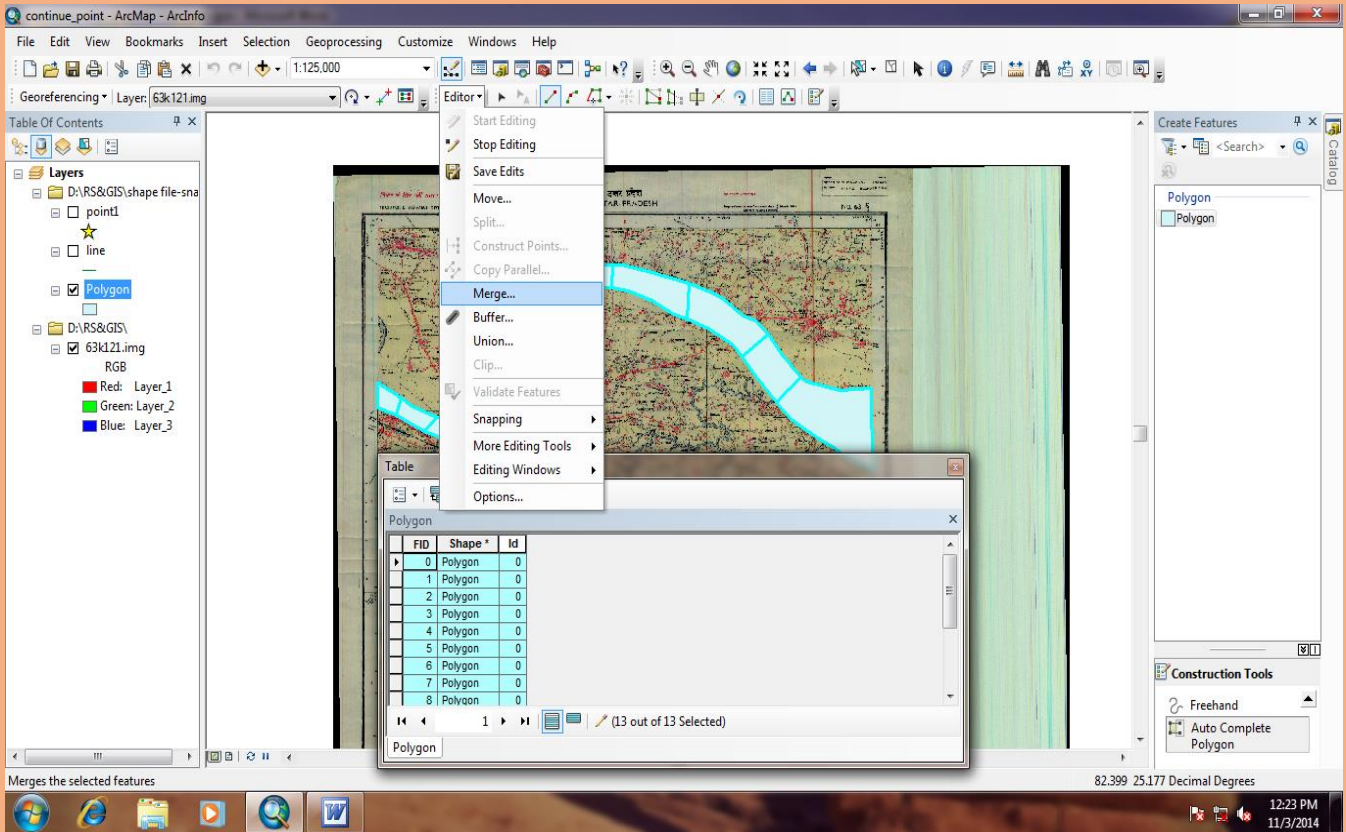 continue_point - ArcMap - ArcInfo
File Edit View Bookmarks Insert Selection Geoprocessing Customize Windows Help
1:125,000
Georeferencing Layer: 63k121.img Editor
Table Of Contents
Layers
D:\RS&GIS\shape file-sna
point1
line
Polygon
D:\RS&GIS\
63k121.img
RGB
Red: Layer_1
Green: Layer_2
Blue: Layer_3
Start Editing
Stop Editing
Save Edits
Move...
Split...
Construct Points...
Copy Parallel...
Merge...
Buffer...
Union...
Clip...
Validate Features
Snapping
More Editing Tools
Editing Windows
Options...
उत्तर प्रदेश
Table
Polygon
FID Shape * Id
0 Polygon 0
1 Polygon 0
2 Polygon 0
3 Polygon 0
4 Polygon 0
5 Polygon 0
6 Polygon 0
7 Polygon 0
8 Polygon 0
1 (13 out of 13 Selected)
Polygon
Create Features
<Search>
Polygon
Polygon
Catalog
Construction Tools
Freehand
Auto Complete
Polygon
Merges the selected features
82.399 25.177 Decimal Degrees
12:23 PM
11/3/2014